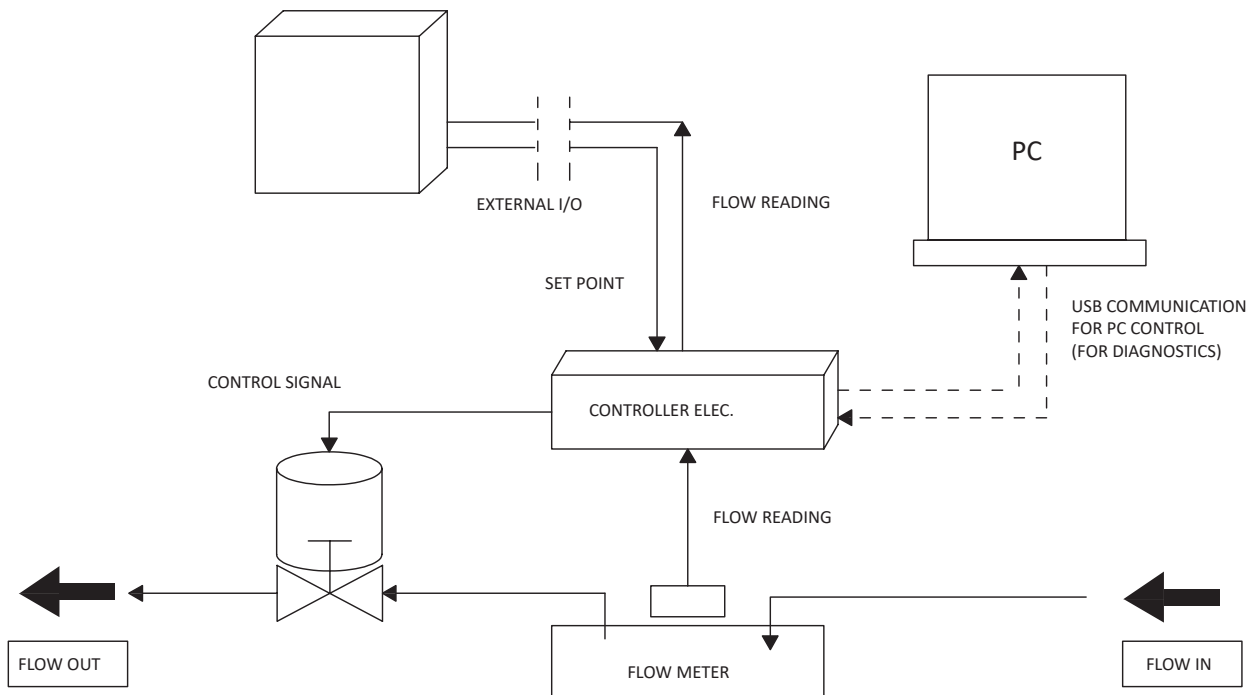 PC
EXTERNAL I/O
FLOW READING
SET POINT
USB COMMUNICATION
FOR PC CONTROL
(FOR DIAGNOSTICS)
CONTROL SIGNAL
CONTROLLER ELEC.
FLOW READING
FLOW OUT
FLOW METER
FLOW IN